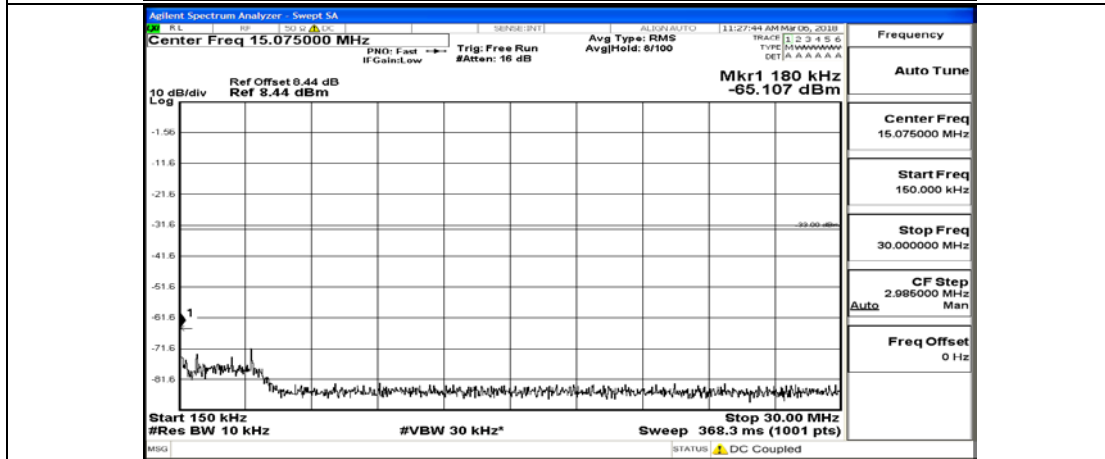 Agilent Spectrum Analyzer - Swept SA
RL RF 50 Ω DC SENSE:INT ALIGN AUTO 11:27:44 AM Mar 06, 2018
Center Freq 15.075000 MHz
PNO: Fast
IFGain:Low
Trig: Free Run
#Atten: 16 dB
Avg Type: RMS
Avg|Hold: 8/100
TRACE 1 2 3 4 5 6
TYPE M
DET A A A A A A
Frequency
Auto Tune
Center Freq
15.075000 MHz
Start Freq
150.000 kHz
Stop Freq
30.000000 MHz
CF Step
2.985000 MHz
Auto Man
Freq Offset
0 Hz
Mkr1 180 kHz
-65.107 dBm
Ref Offset 8.44 dB
10 dB/div Ref 8.44 dBm
Log
-1.56
-11.6
-21.6
-31.6
-33.00 dBm
-41.6
-51.6
-61.6
1
-71.6
-81.6
Start 150 kHz Stop 30.00 MHz
#Res BW 10 kHz #VBW 30 kHz* Sweep 368.3 ms (1001 pts)
MSG STATUS DC Coupled